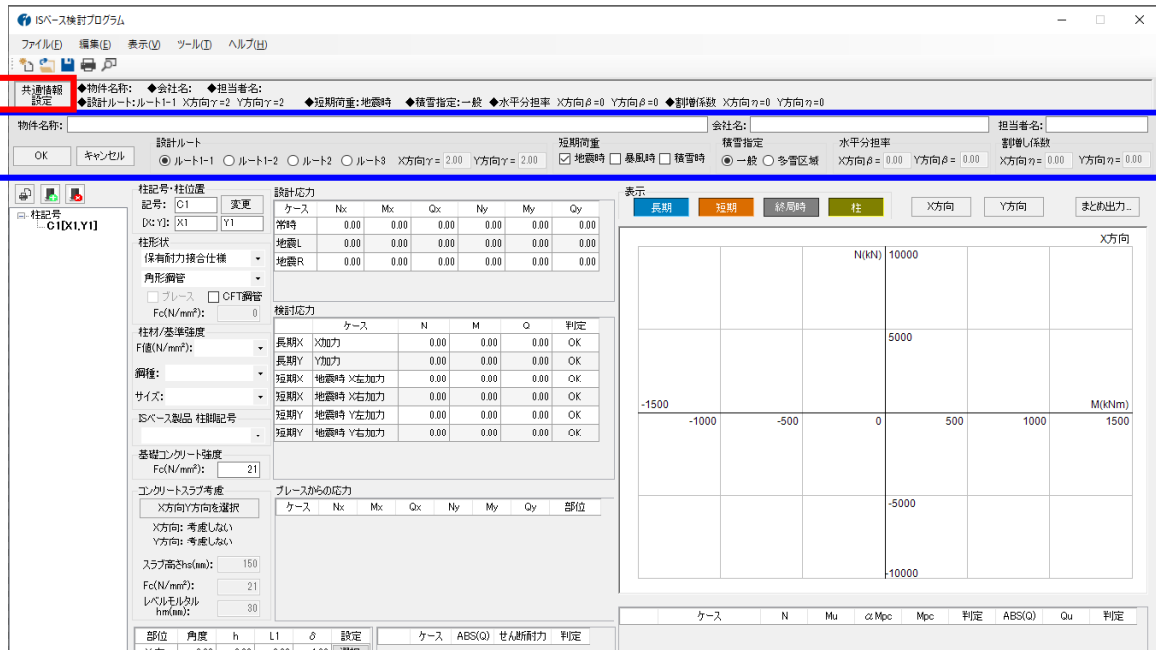 ISベース検討プログラム
ファイル(F) 編集(E) 表示(V) ツール(T) ヘルプ(H)
共通情報設定
◆物件名称: ◆会社名: ◆担当者名:
◆設計ルート:ルート1-1 X方向γ=2 Y方向γ=2 ◆短期荷重:地震時 ◆積雪指定:一般 ◆水平分担率 X方向β=0 Y方向β=0 ◆割増係数 X方向η=0 Y方向η=0
物件名称: 会社名: 担当者名:
設計ルート 短期荷重 積雪指定 水平分担率 割増し係数
OK キャンセル ルート1-1 ルート1-2 ルート2 ルート3 X方向γ= 2.00 Y方向γ= 2.00 地震時 暴風時 積雪時 一般 多雪区域 X方向β= 0.00 Y方向β= 0.00 X方向η= 0.00 Y方向η= 0.00
柱記号
C1[X1,Y1]
柱記号・柱位置
記号: C1 変更
[X:Y]: X1 Y1
柱形状
保有耐力接合仕様
角形鋼管
ブレース CFT鋼管
Fc(N/mm²): 0
柱材/基準強度
F値(N/mm²):
鋼種:
サイズ:
ISベース製品 柱脚記号
基礎コンクリート強度
Fc(N/mm²): 21
コンクリートスラブ考慮
X方向Y方向を選択
X方向: 考慮しない
Y方向: 考慮しない
スラブ高さhs(mm): 150
Fc(N/mm²): 21
レベルモルタル
hm(mm): 30
設計応力
ケース Nx Mx Qx Ny My Qy
常時 0.00 0.00 0.00 0.00 0.00 0.00
地震L 0.00 0.00 0.00 0.00 0.00 0.00
地震R 0.00 0.00 0.00 0.00 0.00 0.00
検討応力
ケース N M Q 判定
長期X X加力 0.00 0.00 0.00 OK
長期Y Y加力 0.00 0.00 0.00 OK
短期X 地震時 X左加力 0.00 0.00 0.00 OK
短期X 地震時 X右加力 0.00 0.00 0.00 OK
短期Y 地震時 Y左加力 0.00 0.00 0.00 OK
短期Y 地震時 Y右加力 0.00 0.00 0.00 OK
ブレースからの応力
ケース Nx Mx Qx Ny My Qy 部位
表示
長期 短期 終局時 柱 X方向 Y方向 まとめ出力...
X方向
N(kN) 10000
5000
-1500 M(kNm)
-1000 -500 0 500 1000 1500
-5000
-10000
部位 角度 h L1 δ 設定
ケース ABS(Q) せん断耐力 判定
ケース N Mu αMpc Mpc 判定 ABS(Q) Qu 判定